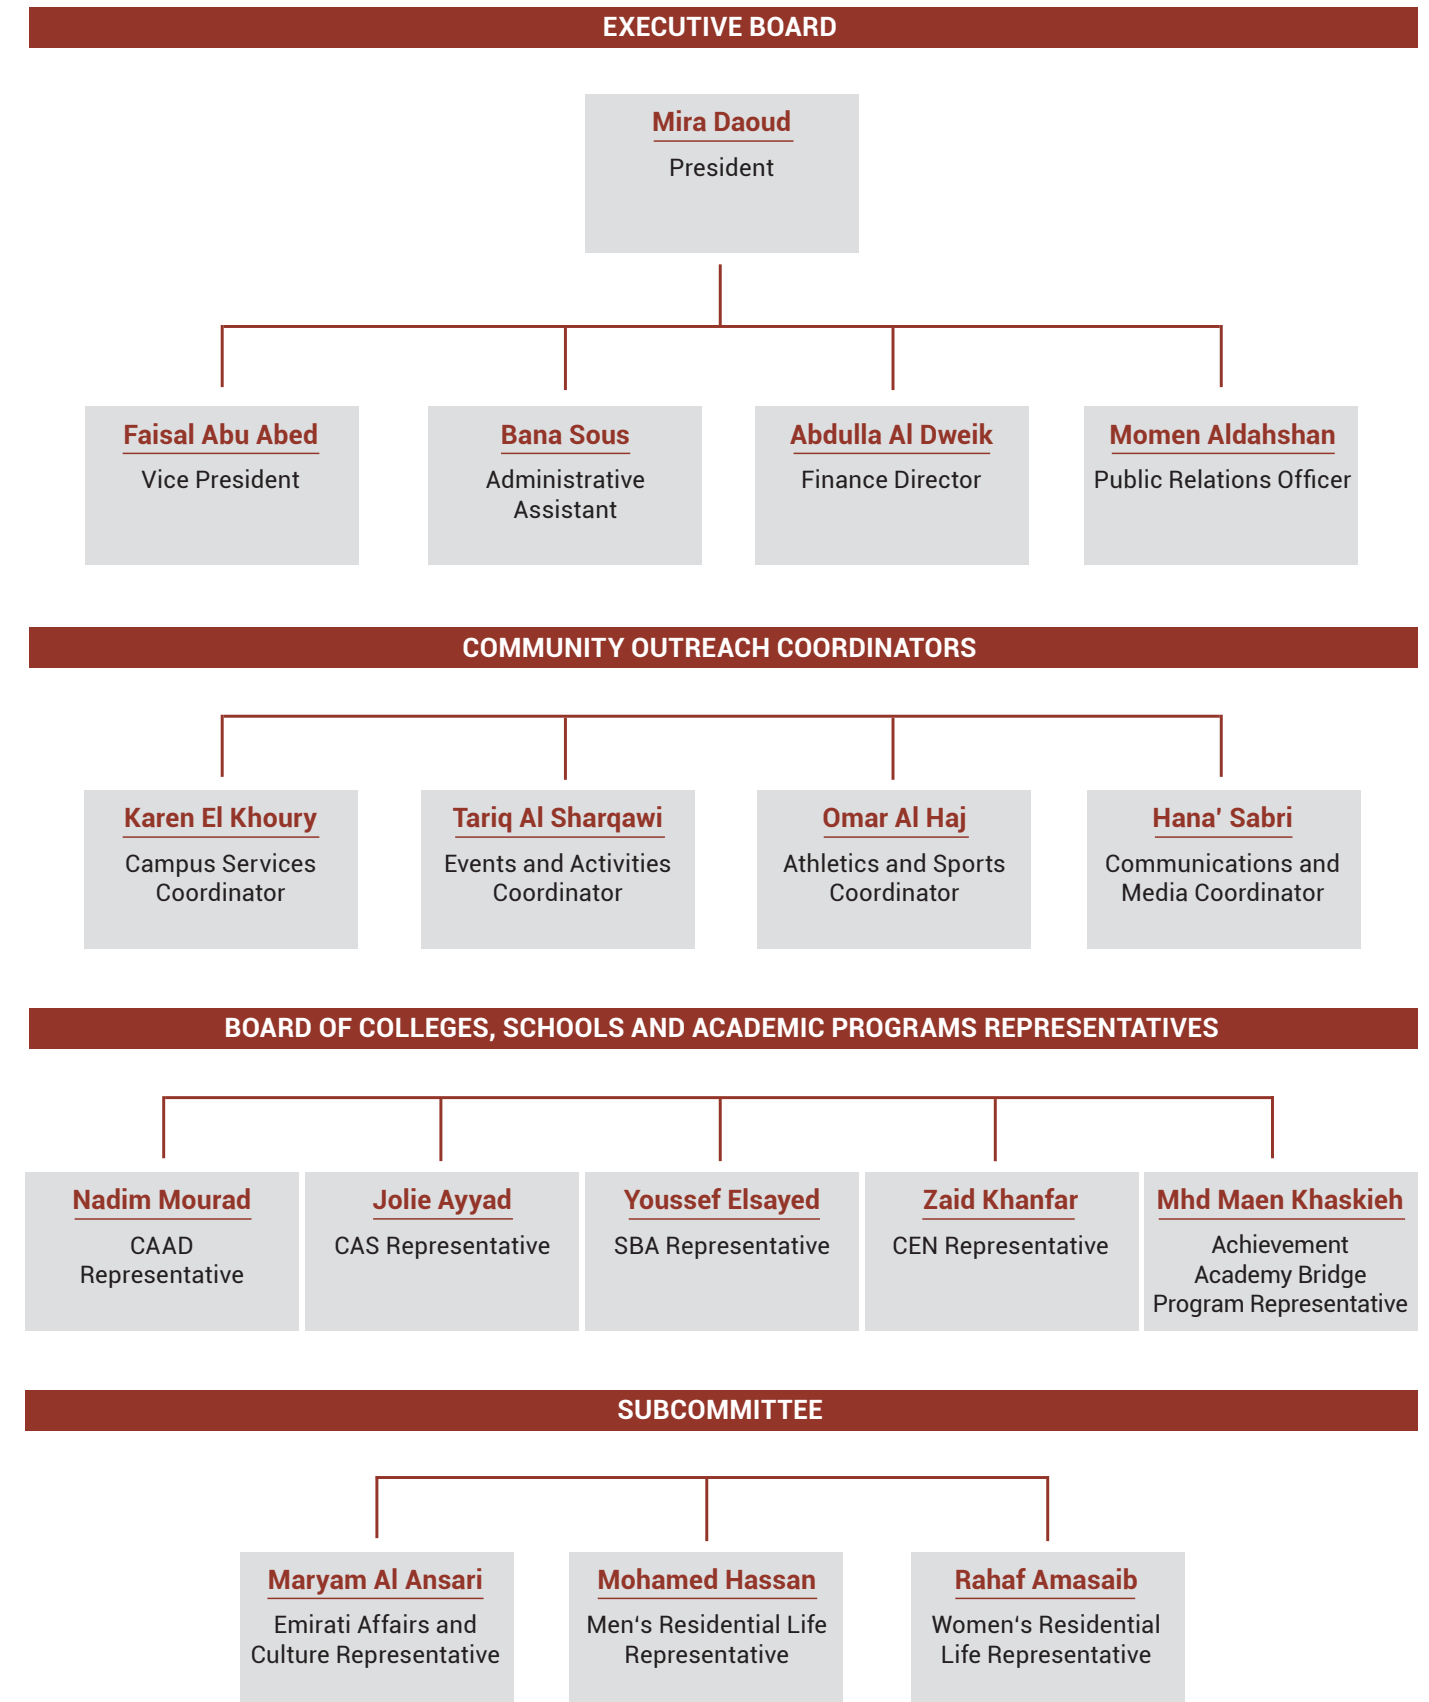 EXECUTIVE BOARD
Mira Daoud
President
Faisal Abu Abed
Vice President
Bana Sous
Administrative
Assistant
Abdulla Al Dweik
Finance Director
Momen Aldahshan
Public Relations Officer
COMMUNITY OUTREACH COORDINATORS
Karen El Khoury
Campus Services
Coordinator
Tariq Al Sharqawi
Events and Activities
Coordinator
Omar Al Haj
Athletics and Sports
Coordinator
Hana’ Sabri
Communications and
Media Coordinator
BOARD OF COLLEGES, SCHOOLS AND ACADEMIC PROGRAMS REPRESENTATIVES
Nadim Mourad
CAAD
Representative
Jolie Ayyad
CAS Representative
Youssef Elsayed
SBA Representative
Zaid Khanfar
CEN Representative
Mhd Maen Khaskieh
Achievement
Academy Bridge
Program Representative
SUBCOMMITTEE
Maryam Al Ansari
Emirati Affairs and
Culture Representative
Mohamed Hassan
Men‘s Residential Life
Representative
Rahaf Amasaib
Women‘s Residential
Life Representative